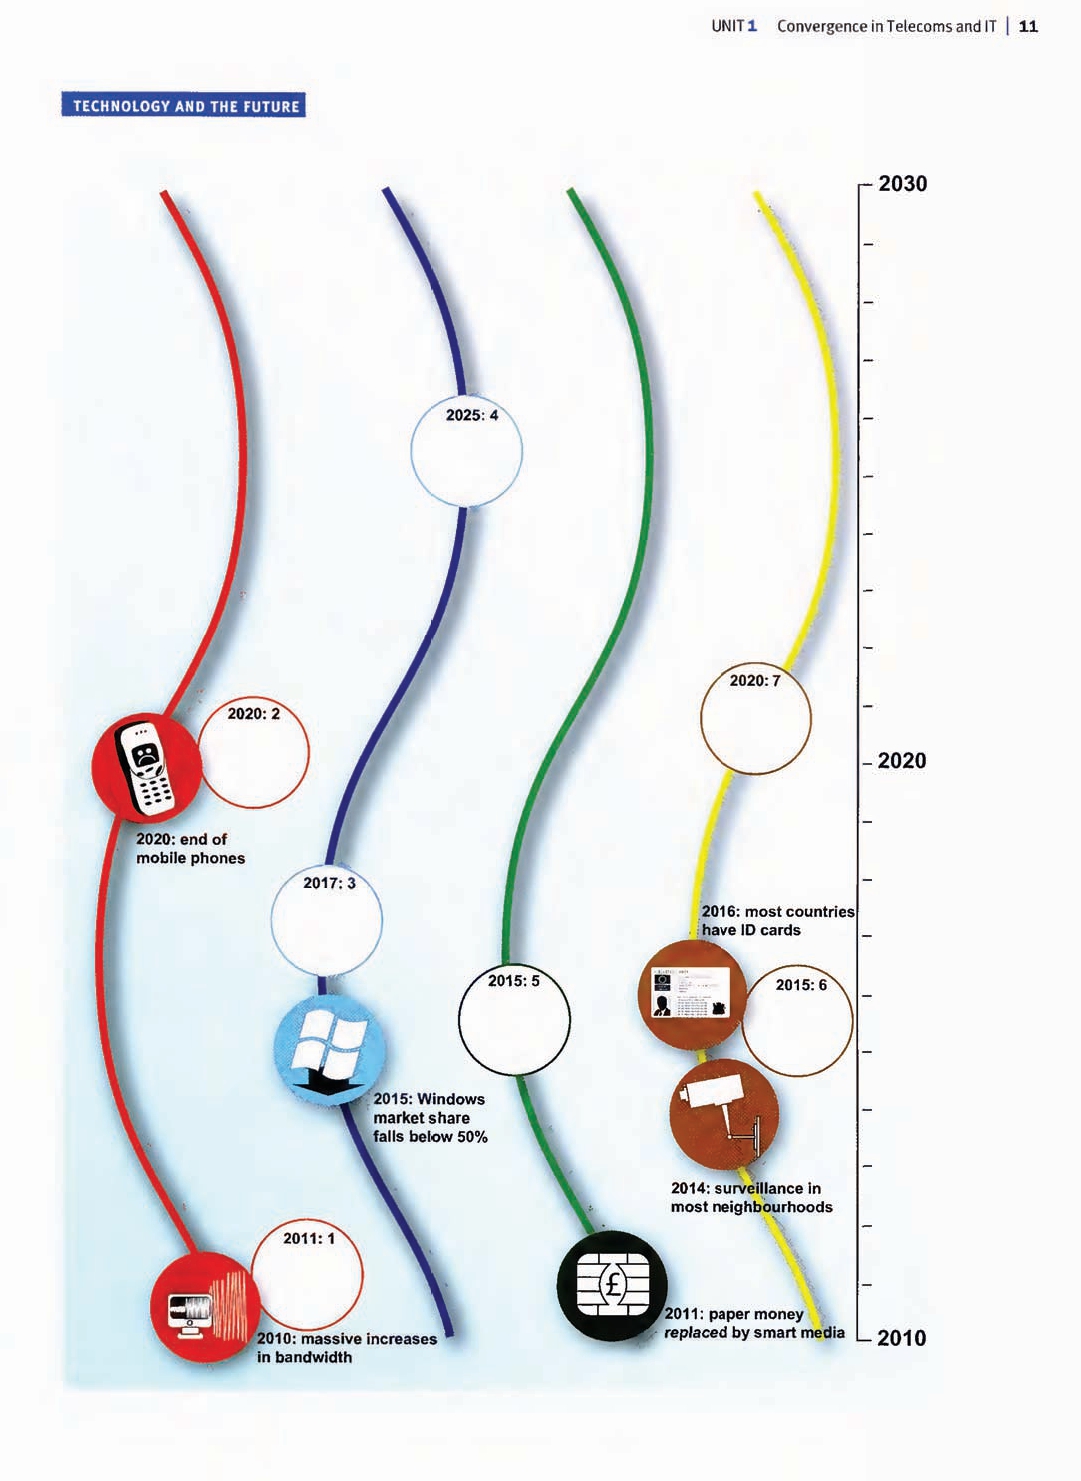 UNIT 1 Convergence in Telecoms and IT | 11
TECHNOLOGY AND THE FUTURE
2030
2025: 4
2020: 7
2020: 2
2020
2020: end of
mobile phones
2017: 3
2016: most countries
have ID cards
2015: 5
2015: 6
2015: Windows
market share
falls below 50%
2014: surveillance in
most neighbourhoods
2011: 1
£
2011: paper money
replaced by smart media
2010: massive increases
in bandwidth
2010